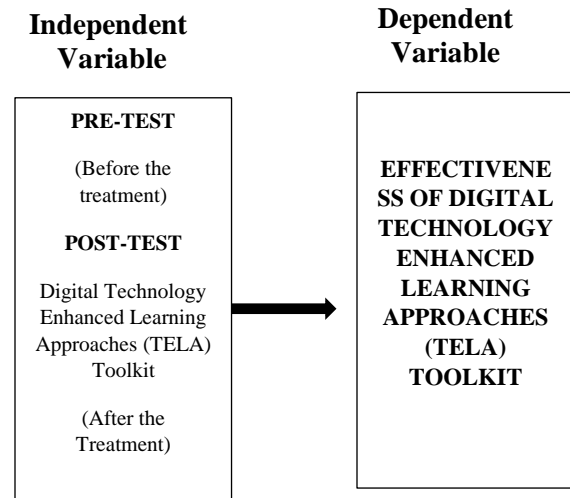 Independent
Variable
PRE-TEST
(Before the
treatment)
POST-TEST
Digital Technology
Enhanced Learning
Approaches (TELA)
Toolkit
(After the
Treatment)
Dependent
Variable
EFFECTIVENE
SS OF DIGITAL
TECHNOLOGY
ENHANCED
LEARNING
APPROACHES
(TELA)
TOOLKIT